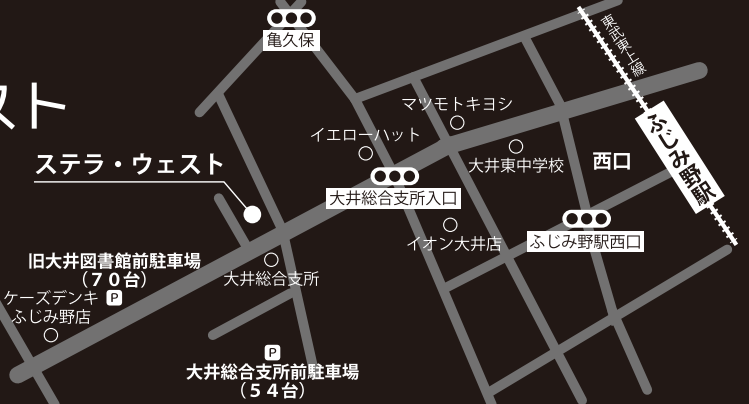 亀久保
東武東上線
スト
マツモトキヨシ
イエローハット
ふじみ野駅
大井東中学校
西口
ステラ・ウェスト
大井総合支所入口
イオン大井店
ふじみ野駅西口
旧大井図書館前駐車場
（７０台）
大井総合支所
ケーズデンキ
P
ふじみ野店
P
大井総合支所前駐車場
（５４台）